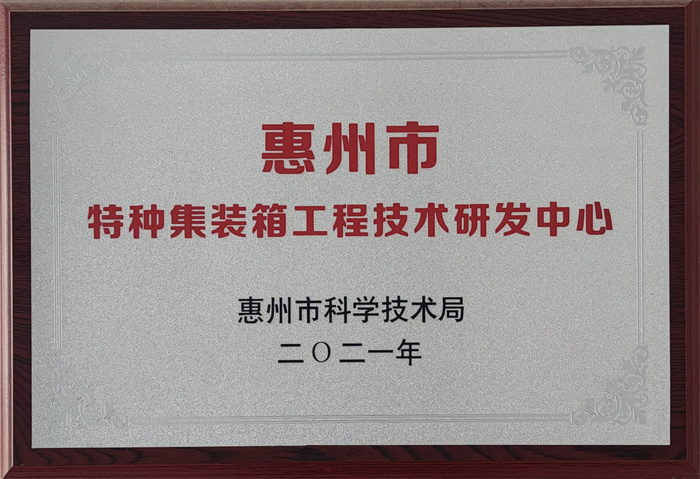 惠州市
特种集装箱工程技术研发中心
惠州市科学技术局
二〇二一年